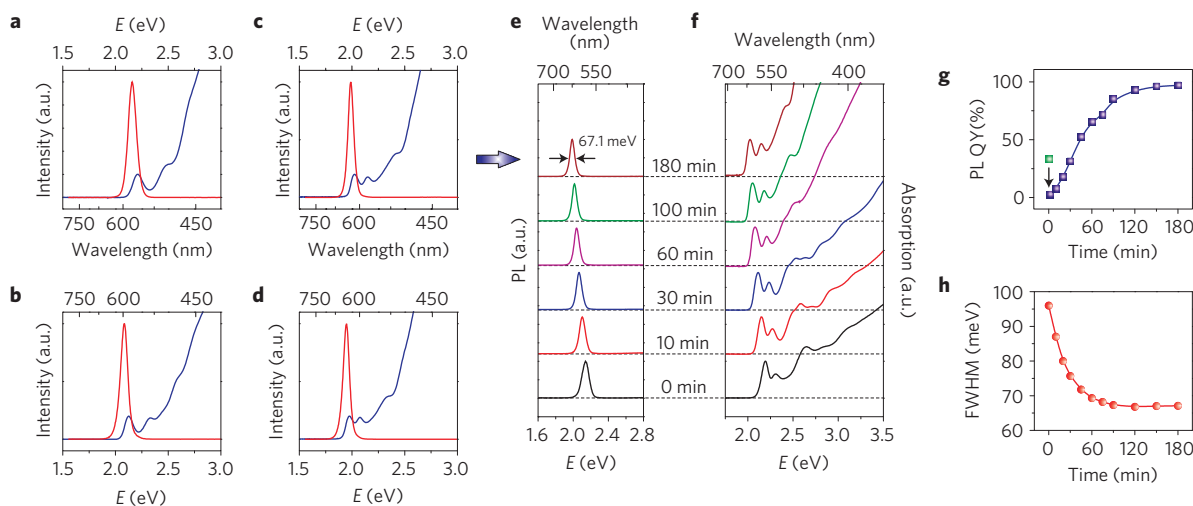 a
E (eV)
1.5 2.0 2.5 3.0
Intensity (a.u.)
750 600 450
Wavelength (nm)
b
750 600 450
Intensity (a.u.)
1.5 2.0 2.5 3.0
E (eV)
c
E (eV)
1.5 2.0 2.5 3.0
Intensity (a.u.)
750 600 450
Wavelength (nm)
d
750 600 450
Intensity (a.u.)
1.5 2.0 2.5 3.0
E (eV)
e
Wavelength
(nm)
700 550
67.1 meV
PL (a.u.)
1.6 2.0 2.4 2.8
E (eV)
180 min
100 min
60 min
30 min
10 min
0 min
f
Wavelength (nm)
700 550 400
Absorption (a.u.)
2.0 2.5 3.0 3.5
E (eV)
g
PL QY(%)
100
50
0
0 60 120 180
Time (min)
h
FWHM (meV)
100
90
80
70
60
0 60 120 180
Time (min)